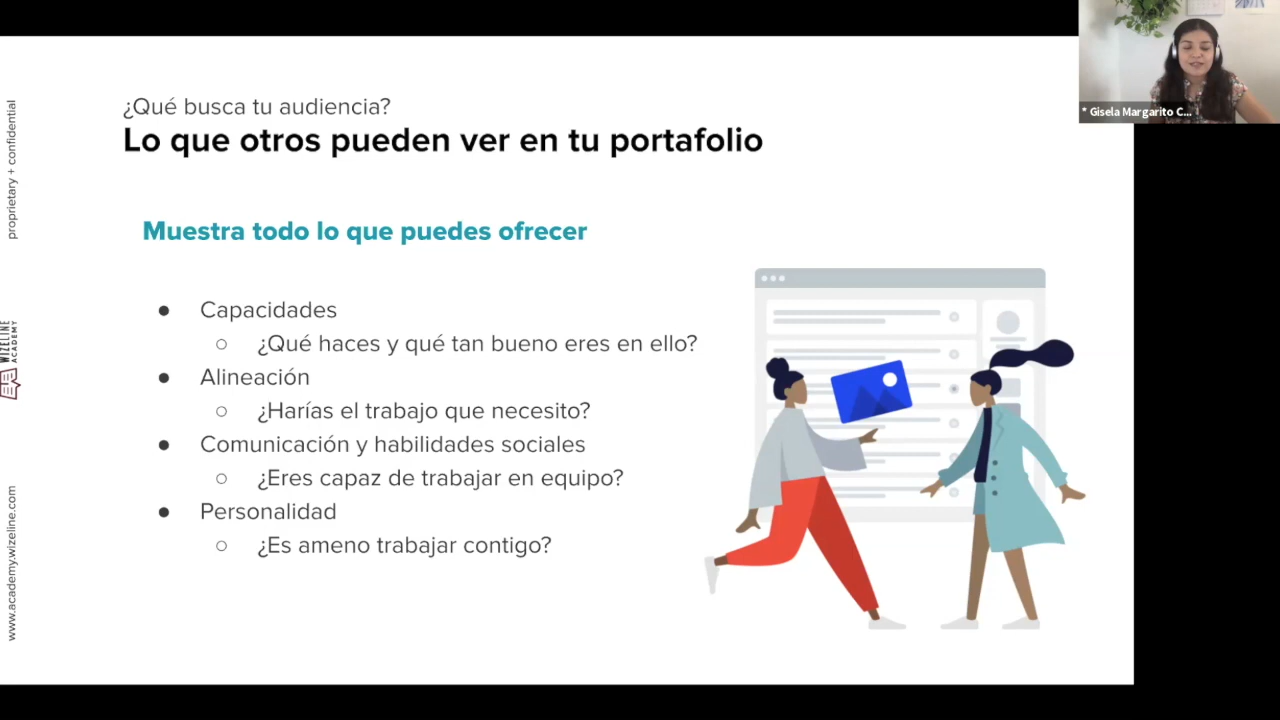 ¿Qué busca tu audiencia?
Lo que otros pueden ver en tu portafolio
Muestra todo lo que puedes ofrecer
● Capacidades
○ ¿Qué haces y qué tan bueno eres en ello?
● Alineación
○ ¿Harías el trabajo que necesito?
● Comunicación y habilidades sociales
○ ¿Eres capaz de trabajar en equipo?
● Personalidad
○ ¿Es ameno trabajar contigo?
proprietary + confidential
WIZELINE
ACADEMY
www.academy.wizeline.com
* Gisela Margarito C...